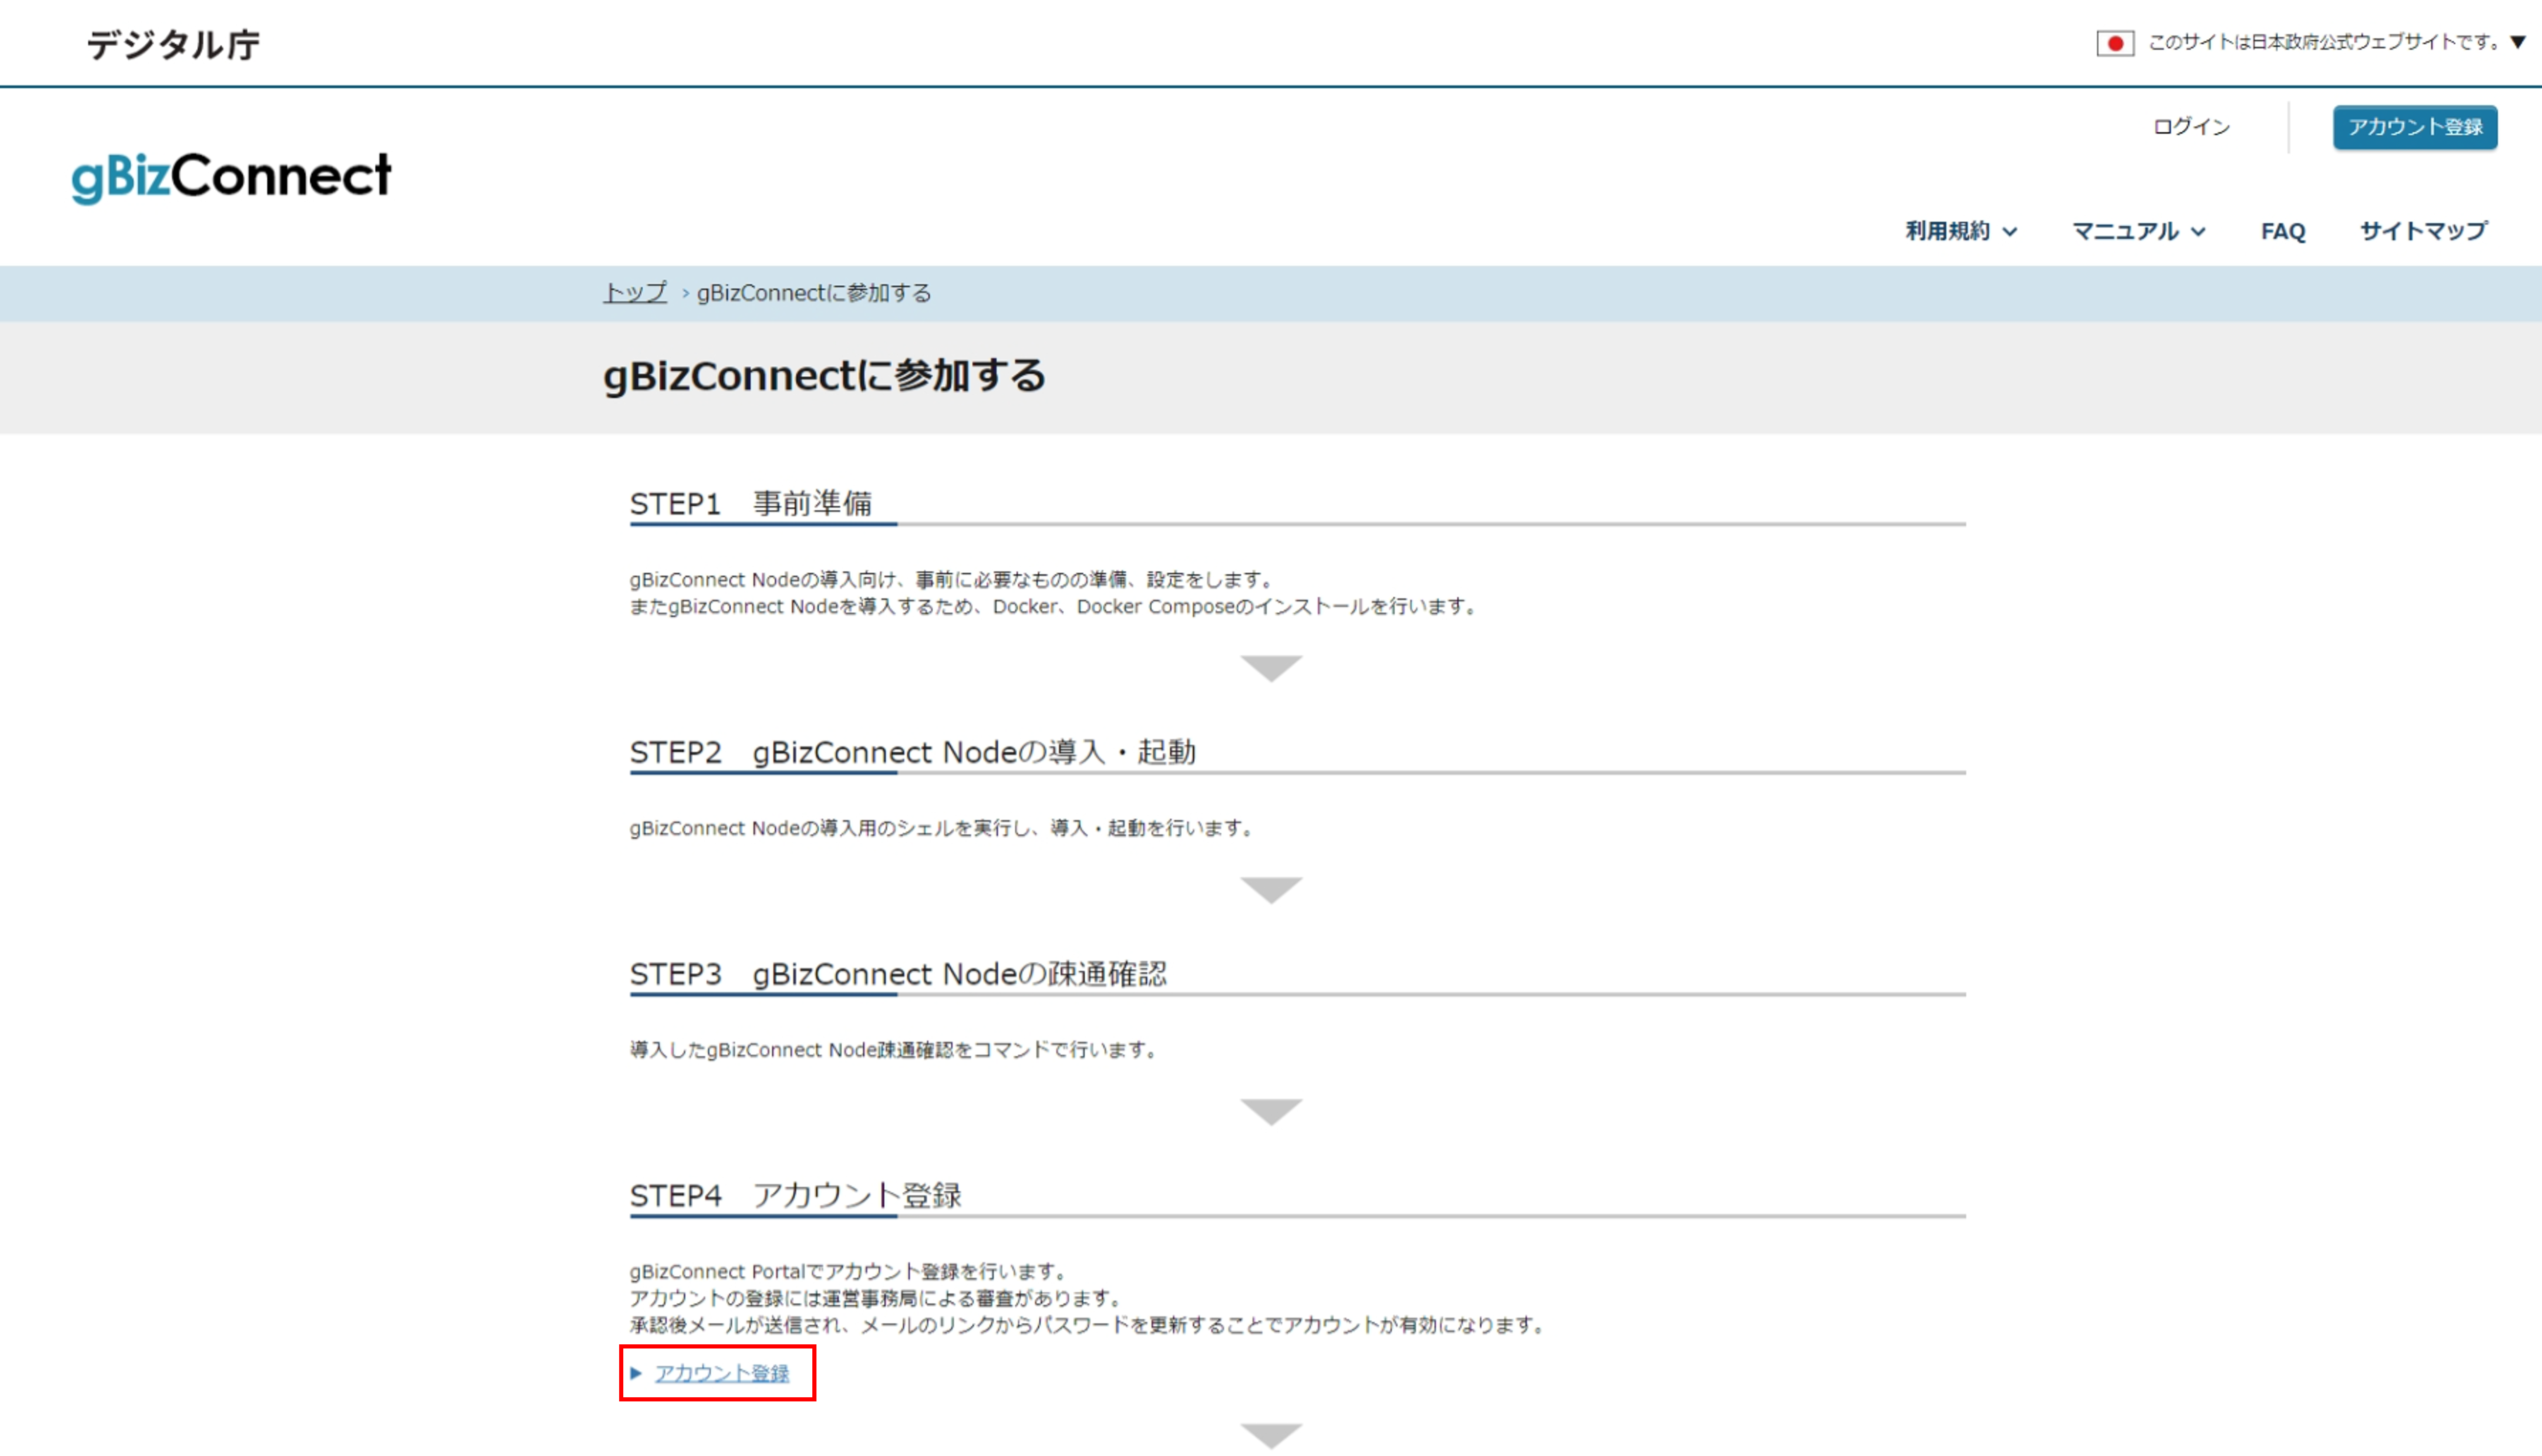 デジタル庁
このサイトは日本政府公式ウェブサイトです。▼
ログイン
アカウント登録
gBizConnect
利用規約
マニュアル
FAQ
サイトマップ
トップ › gBizConnectに参加する
gBizConnectに参加する
STEP1　事前準備
gBizConnect Nodeの導入向け、事前に必要なものの準備、設定をします。
またgBizConnect Nodeを導入するため、Docker、Docker Composeのインストールを行います。
STEP2　gBizConnect Nodeの導入・起動
gBizConnect Nodeの導入用のシェルを実行し、導入・起動を行います。
STEP3　gBizConnect Nodeの疎通確認
導入したgBizConnect Node疎通確認をコマンドで行います。
STEP4　アカウント登録
gBizConnect Portalでアカウント登録を行います。
アカウントの登録には運営事務局による審査があります。
承認後メールが送信され、メールのリンクからパスワードを更新することでアカウントが有効になります。
アカウント登録